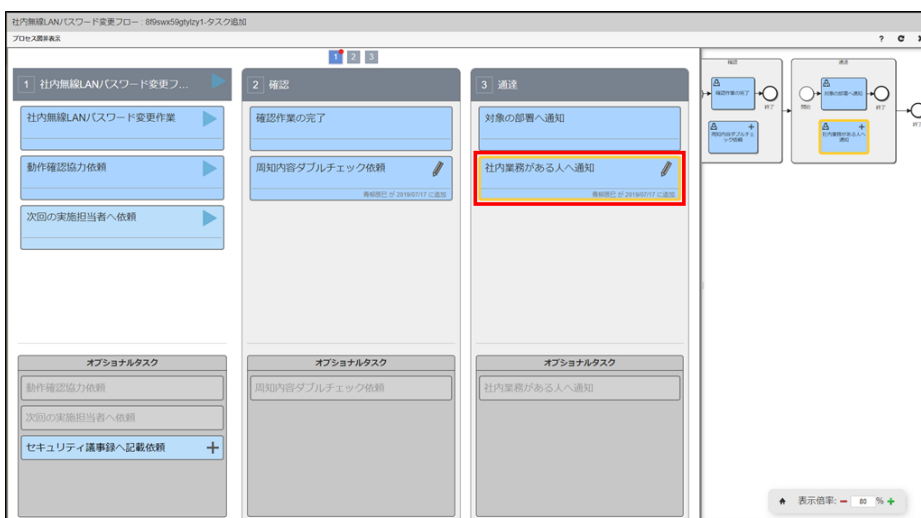 社内無線LANパスワード変更フロー : 8f9swx59gtylzy1-タスク追加
プロセス図非表示
?
1 2 3
1 社内無線LANパスワード変更フ...
2 確認
3 通達
社内無線LANパスワード変更作業
動作確認協力依頼
次回の実施担当者へ依頼
確認作業の完了
周知内容ダブルチェック依頼
青柳辰巳 が 2019/07/17 に追加
対象の部署へ通知
社内業務がある人へ通知
青柳辰巳 が 2019/07/17 に追加
オプショナルタスク
動作確認協力依頼
次回の実施担当者へ依頼
セキュリティ議事録へ記載依頼
オプショナルタスク
周知内容ダブルチェック依頼
オプショナルタスク
社内業務がある人へ通知
確認
確認作業の完了
終了
周知内容ダブルチェ
ック依頼
通達
開始
対象の部署へ通知
終了
社内業務がある人へ
通知
終了
表示倍率: 80 %